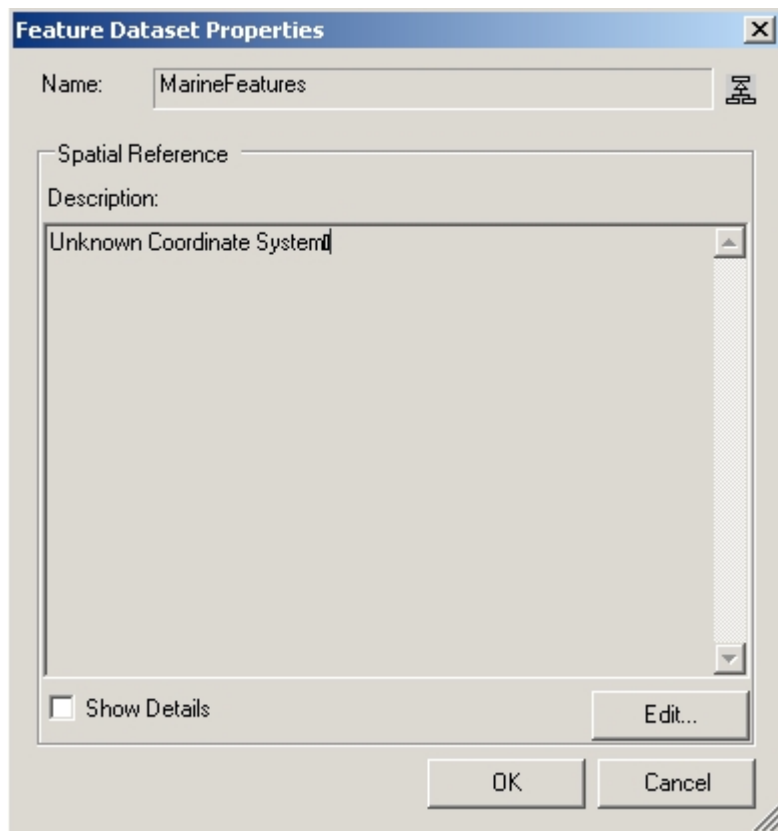 Feature Dataset Properties
Name: MarineFeatures
Spatial Reference
Description:
Unknown Coordinate System
Show Details
Edit...
OK Cancel